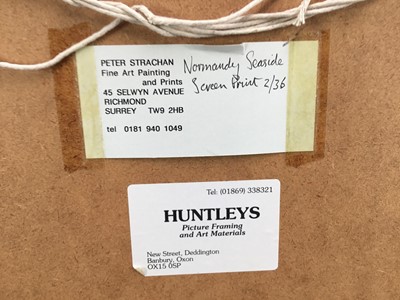 PETER STRACHAN
Fine Art Painting
and Prints
45 SELWYN AVENUE
RICHMOND
SURREY TW9 2HB
tel 0181 940 1049
Normandy Seaside
Screen Print 2/36
Tel: (01869) 338321
HUNTLEYS
Picture Framing
and Art Materials
New Street, Deddington
Banbury, Oxon
OX15 0SP